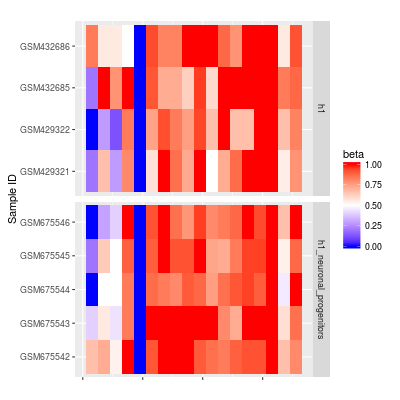 GSM432686
GSM432685
GSM429322
GSM429321
h1
GSM675546
GSM675545
GSM675544
GSM675543
GSM675542
h1_neuronal_progenitors
Sample ID
beta
1.00
0.75
0.50
0.25
0.00